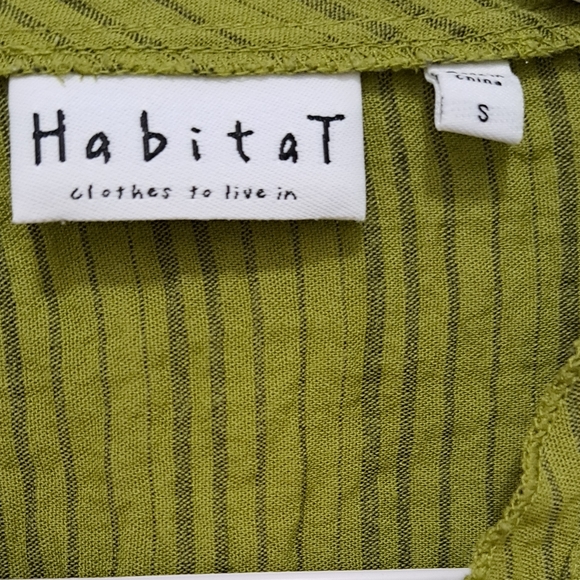 HabitaT
clothes to live in
China
S